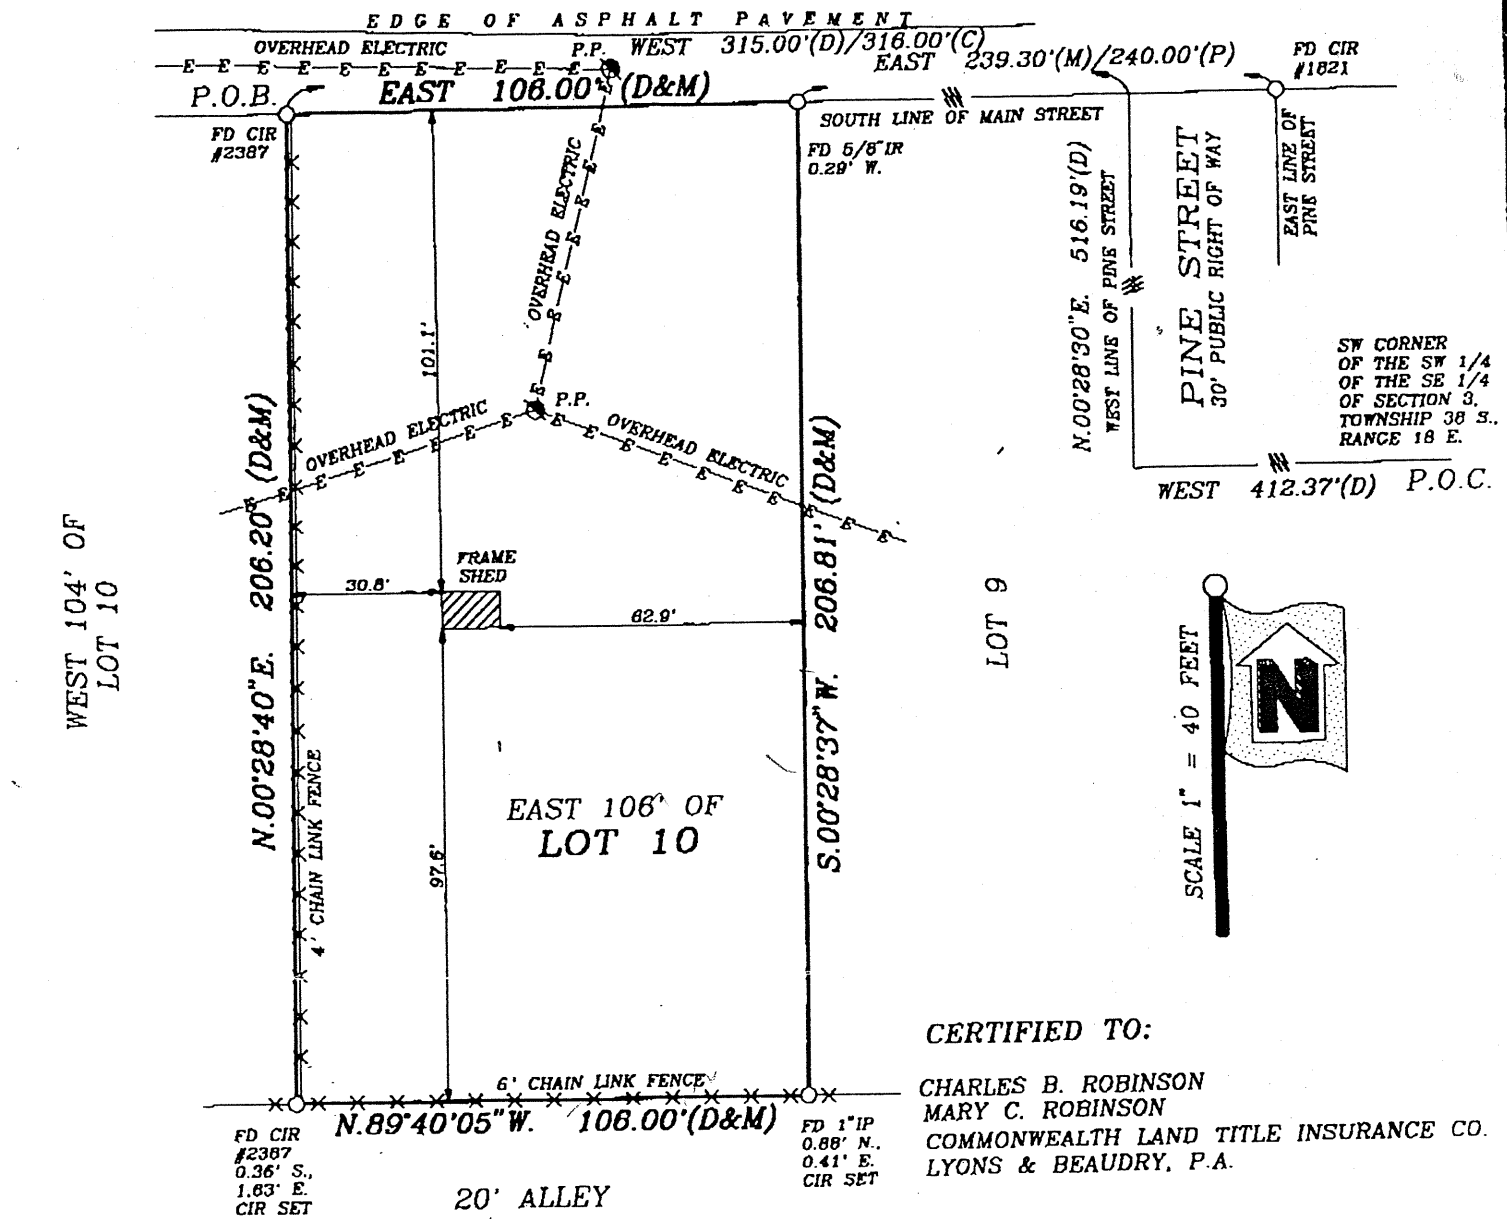 EDGE OF ASPHALT PAVEMENT
OVERHEAD ELECTRIC
P.P.
WEST 315.00'(D)/316.00'(C)
EAST 239.30'(M)/240.00'(P)
FD CIR
#1821
P.O.B.
EAST 106.00' (D&M)
FD CIR
#2387
SOUTH LINE OF MAIN STREET
FD 5/8"IR
0.29' W.
OVERHEAD ELECTRIC
101.1'
N.00°28'30"E. 516.19'(D)
WEST LINE OF PINE STREET
PINE STREET
30' PUBLIC RIGHT OF WAY
EAST LINE OF
PINE STREET
SW CORNER
OF THE SW 1/4
OF THE SE 1/4
OF SECTION 3,
TOWNSHIP 38 S.,
RANGE 18 E.
P.O.C.
WEST 412.37'(D)
P.P.
OVERHEAD ELECTRIC
OVERHEAD ELECTRIC
N.00°28'40"E. 206.20' (D&M)
S.00°28'37"W. 206.81' (D&M)
WEST 104' OF
LOT 10
FRAME
SHED
30.8'
62.9'
LOT 9
97.6'
4' CHAIN LINK FENCE
EAST 106' OF
LOT 10
SCALE 1" = 40 FEET
N
6' CHAIN LINK FENCE
N.89°40'05"W. 106.00'(D&M)
FD CIR
#2387
0.36' S.,
1.63' E.
CIR SET
FD 1"IP
0.88' N.,
0.41' E.
CIR SET
20' ALLEY
CERTIFIED TO:
CHARLES B. ROBINSON
MARY C. ROBINSON
COMMONWEALTH LAND TITLE INSURANCE CO.
LYONS & BEAUDRY, P.A.